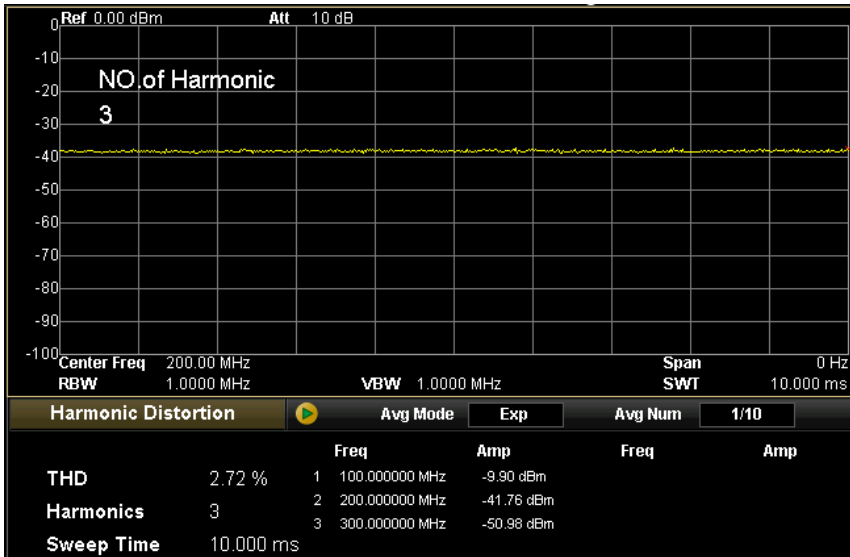 Ref 0.00 dBm Att 10 dB
0
-10
NO.of Harmonic
-20
3
-30
-40
-50
-60
-70
-80
-90
-100
Center Freq 200.00 MHz Span 0 Hz
RBW 1.0000 MHz VBW 1.0000 MHz SWT 10.000 ms
Harmonic Distortion Avg Mode Exp Avg Num 1/10
Freq Amp Freq Amp
THD 2.72 % 1 100.000000 MHz -9.90 dBm
2 200.000000 MHz -41.76 dBm
Harmonics 3
3 300.000000 MHz -50.98 dBm
Sweep Time 10.000 ms